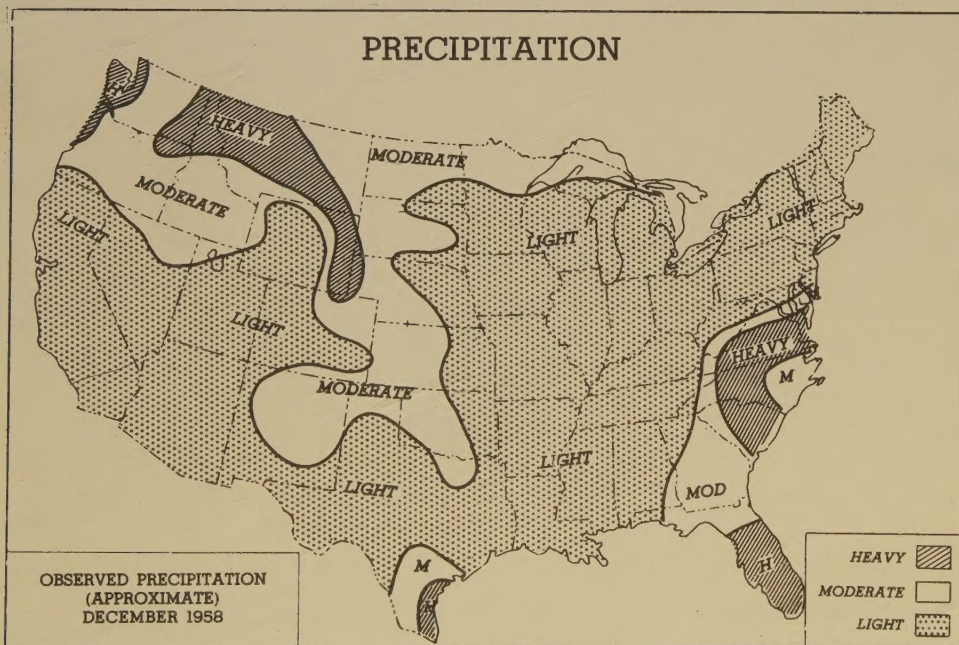 PRECIPITATION
H
HEAVY
MODERATE
MODERATE
LIGHT
LIGHT
LIGHT
M
LIGHT
HEAVY
M
MODERATE
LIGHT
LIGHT
MOD
M
H
H
OBSERVED PRECIPITATION
(APPROXIMATE)
DECEMBER 1958
HEAVY
MODERATE
LIGHT